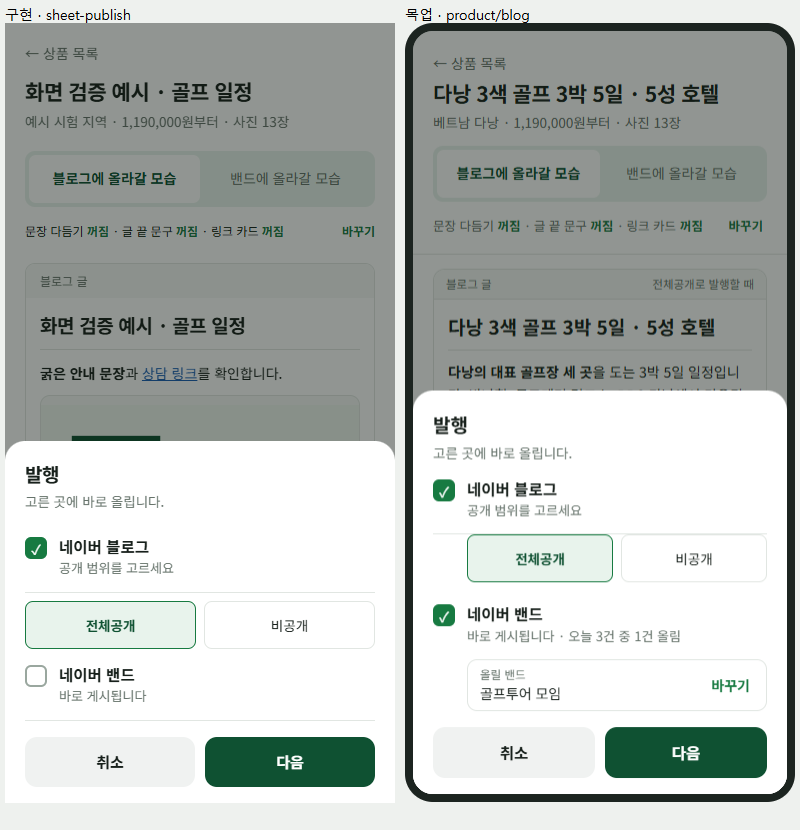 구현 · sheet-publish
← 상품 목록
화면 검증 예시 · 골프 일정
예시 시험 지역 · 1,190,000원부터 · 사진 13장
블로그에 올라갈 모습
밴드에 올라갈 모습
문장 다듬기 꺼짐 · 글 끝 문구 꺼짐 · 링크 카드 꺼짐
바꾸기
블로그 글
화면 검증 예시 · 골프 일정
굵은 안내 문장과 상담 링크를 확인합니다.
발행
고른 곳에 바로 올립니다.
네이버 블로그
공개 범위를 고르세요
전체공개
비공개
네이버 밴드
바로 게시됩니다
취소
다음
목업 · product/blog
← 상품 목록
다낭 3색 골프 3박 5일 · 5성 호텔
베트남 다낭 · 1,190,000원부터 · 사진 13장
블로그에 올라갈 모습
밴드에 올라갈 모습
문장 다듬기 꺼짐 · 글 끝 문구 꺼짐 · 링크 카드 꺼짐
바꾸기
블로그 글
전체공개로 발행할 때
다낭 3색 골프 3박 5일 · 5성 호텔
다낭의 대표 골프장 세 곳을 도는 3박 5일 일정입니
발행
고른 곳에 바로 올립니다.
네이버 블로그
공개 범위를 고르세요
전체공개
비공개
네이버 밴드
바로 게시됩니다 · 오늘 3건 중 1건 올림
올릴 밴드
골프투어 모임
바꾸기
취소
다음